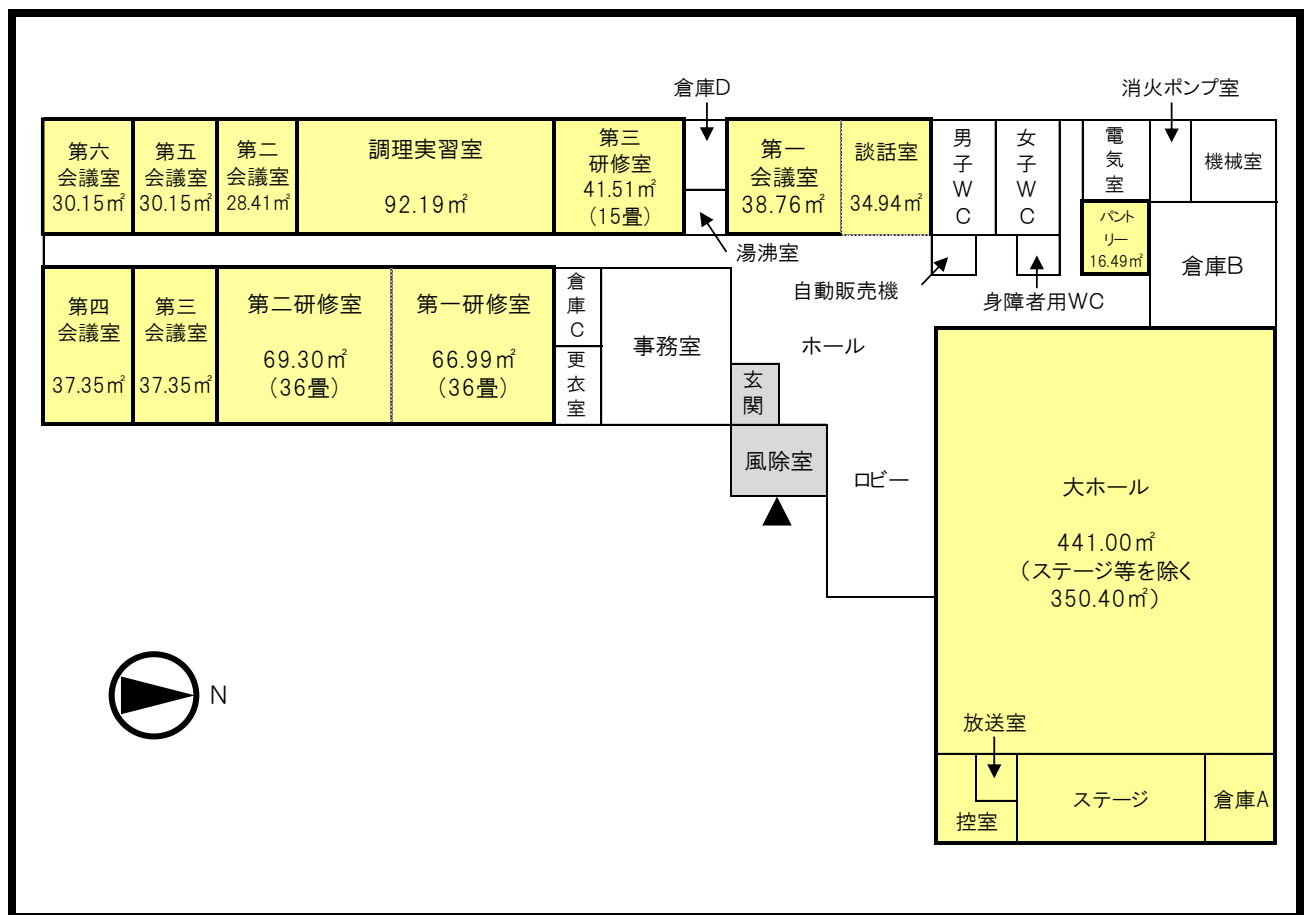 倉庫D
消火ポンプ室
第六
会議室
30.15㎡
第五
会議室
30.15㎡
第二
会議室
28.41㎡
調理実習室
92.19㎡
第三
研修室
41.51㎡
(15畳)
第一
会議室
38.76㎡
談話室
34.94㎡
男子WC
女子WC
電気室
機械室
パント
リー
16.49㎡
倉庫B
湯沸室
自動販売機
身障者用WC
第四
会議室
37.35㎡
第三
会議室
37.35㎡
第二研修室
69.30㎡
(36畳)
第一研修室
66.99㎡
(36畳)
倉庫C
更衣室
事務室
ホール
玄関
風除室
ロビー
大ホール
441.00㎡
(ステージ等を除く
350.40㎡)
N
放送室
控室
ステージ
倉庫A